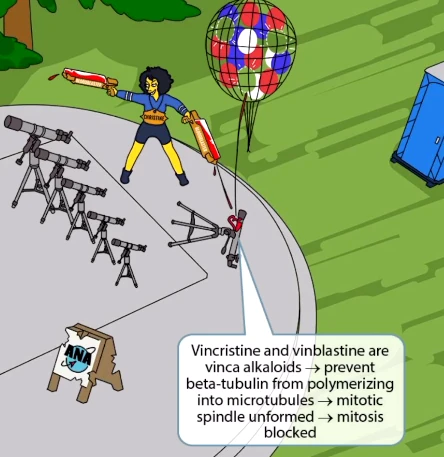 CHRISTINE
ANA
Vincristine and vinblastine are
vinca alkaloids → prevent
beta-tubulin from polymerizing
into microtubules → mitotic
spindle unformed → mitosis
blocked